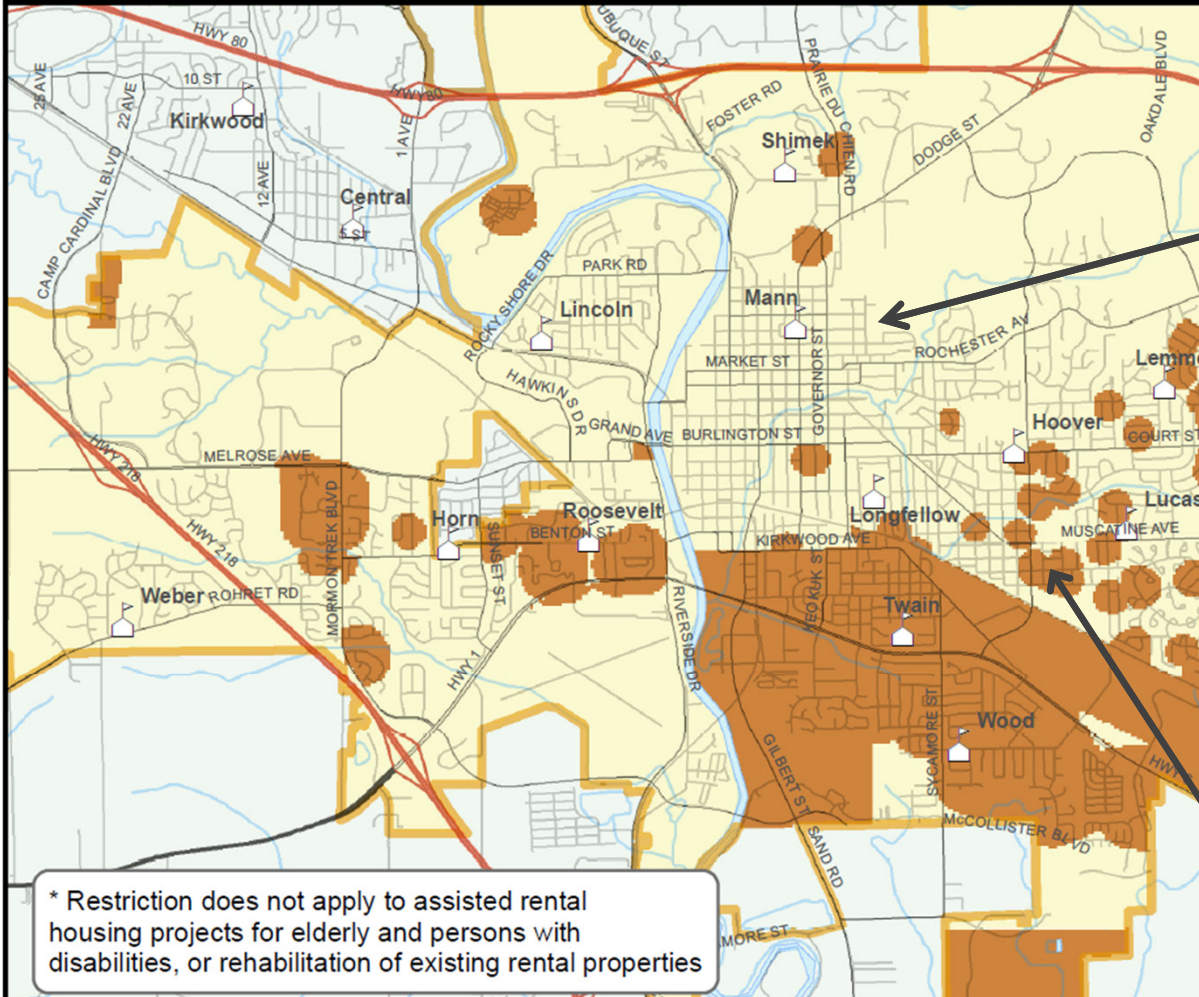 HWY 80
UBUQUE ST
PRAIRIE DU CHIEN RD
OAKDALE BLVD
25 AVE
10 ST
22 AVE
HWY80
FOSTER RD
Kirkwood
1 AVE
Shimek
DODGE ST
12 AVE
Central
5 ST
CAMP CARDINAL BLVD
PARK RD
ROCKY SHORE DR
Lincoln
Mann
ROCHESTER AV
MARKET ST
GOVERNOR ST
Lemme
HAWKINS DR
GRAND AVE
BURLINGTON ST
Hoover
COURT ST
HWY 218
MELROSE AVE
MORMON TREK BLVD
Horn
Roosevelt
BENTON ST
SUNSET ST
Longfellow
Lucas
MUSCATINE AVE
KIRKWOOD AVE
HWY 218
KEOKUK ST
Weber
ROHRET RD
Twain
RIVERSIDE DR
HWY 1
SYCAMORE ST
Wood
GILBERT ST
HWY
McCOLLISTER BLVD
SAND RD
MORE ST
* Restriction does not apply to assisted rental
housing projects for elderly and persons with
disabilities, or rehabilitation of existing rental properties